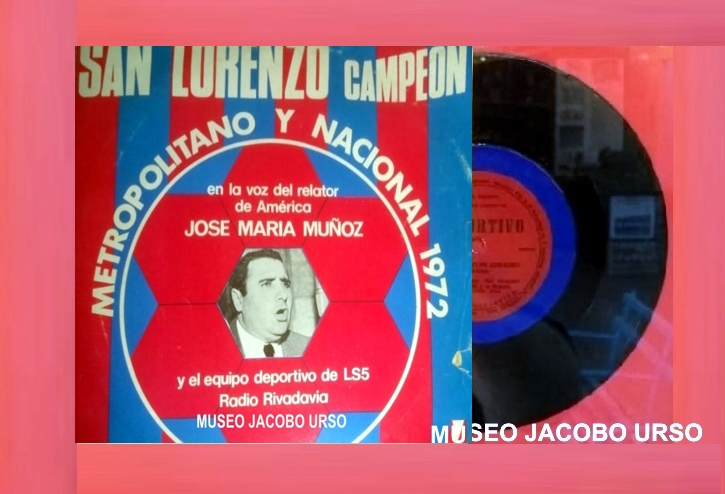 SAN LORENZO CAMPEON
METROPOLITANO Y NACIONAL 1972
en la voz del relator
de América
JOSE MARIA MUÑOZ
y el equipo deportivo de LS5
Radio Rivadavia
MUSEO JACOBO URSO
MUSEO JACOBO URSO